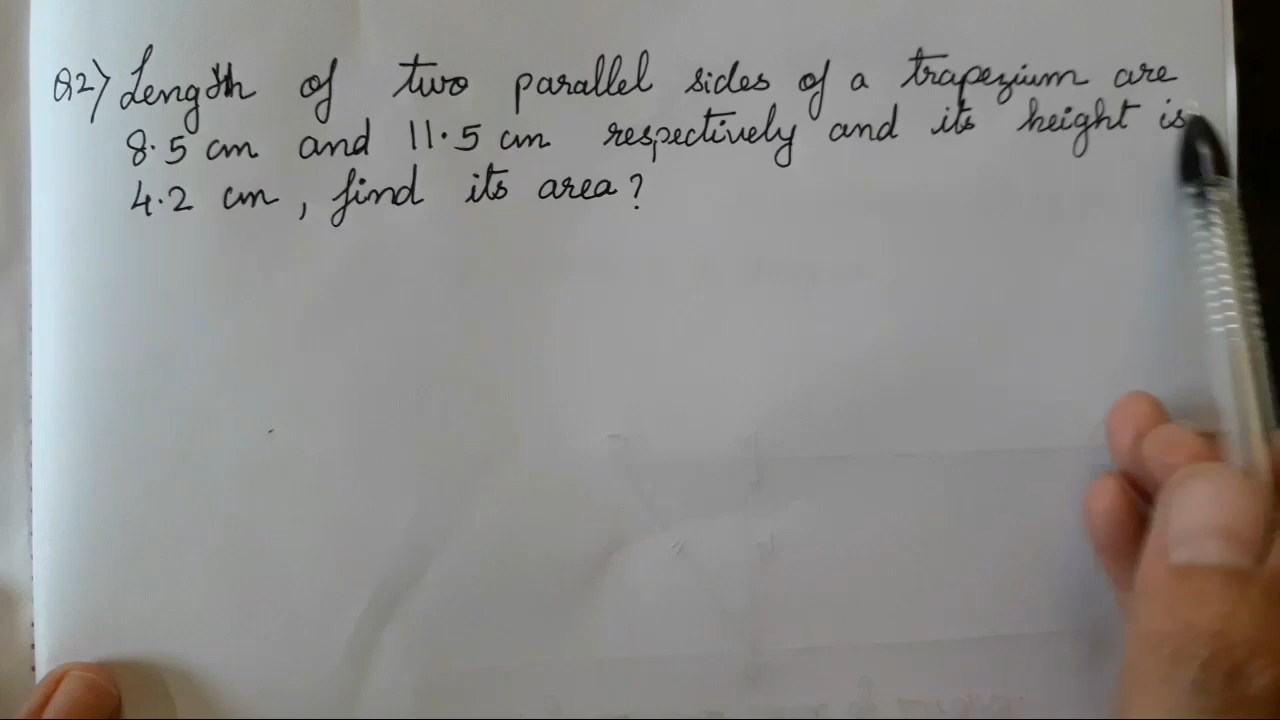 Q2) Length of two parallel sides of a trapezium are
8.5 cm and 11.5 cm respectively and its height is
4.2 cm, find its area?